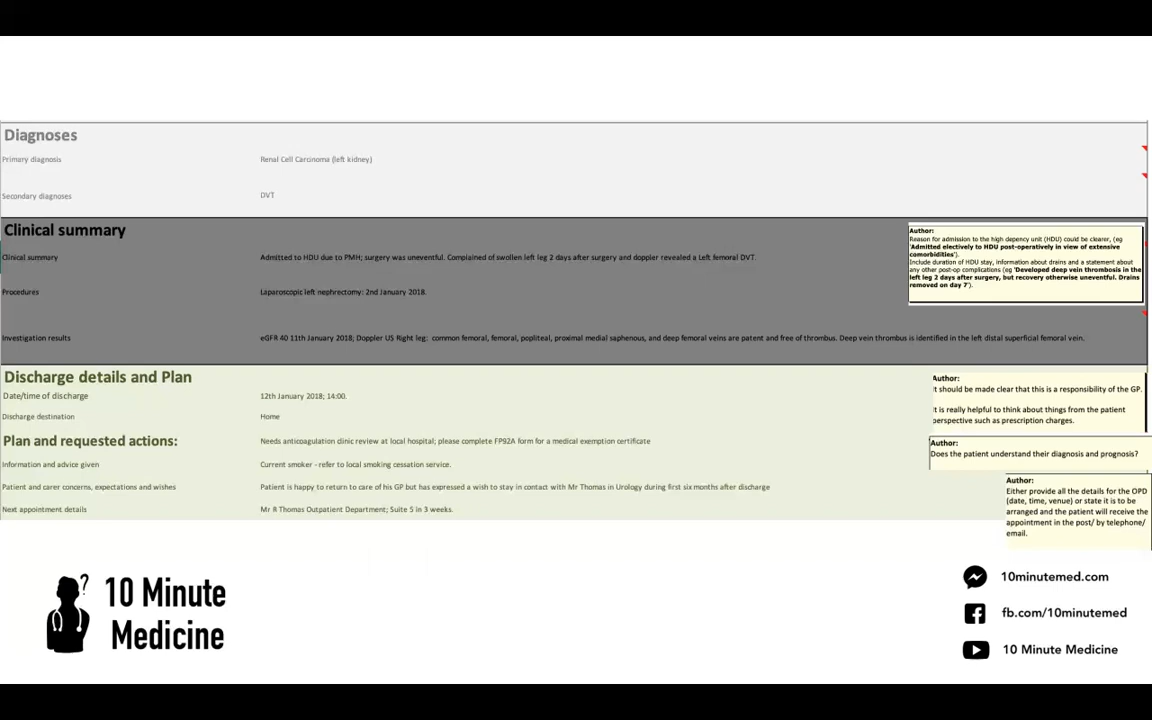 Diagnoses
Primary diagnosis Renal Cell Carcinoma (left kidney)
Secondary diagnoses DVT
Clinical summary
Clinical summary Admitted to HDU due to PMH; surgery was uneventful. Complained of swollen left leg 2 days after surgery and doppler revealed a Left femoral DVT.
Procedures Laparoscopic left nephrectomy: 2nd January 2018.
Investigation results eGFR 40 11th January 2018; Doppler US Right leg: common femoral, femoral, popliteal, proximal medial saphenous, and deep femoral veins are patent and free of thrombus. Deep vein thrombosis is identified in the left distal superficial femoral vein.
Author:
Reason for admission to the high depency unit (HDU) could be clearer, (eg
'Admitted electively to HDU post-operatively in view of extensive
comorbidities').
Include duration of HDU stay, information about drains and a statement about
any other post-op complications (eg 'Developed deep vein thrombosis in the
left leg 2 days after surgery, but recovery otherwise uneventful. Drains
removed on day 7').
Discharge details and Plan
Date/time of discharge 12th January 2018; 14:00.
Discharge destination Home
Plan and requested actions: Needs anticoagulation clinic review at local hospital; please complete FP92A form for a medical exemption certificate
Information and advice given Current smoker - refer to local smoking cessation service.
Patient and carer concerns, expectations and wishes Patient is happy to return to care of his GP but has expressed a wish to stay in contact with Mr Thomas in Urology during first six months after discharge
Next appointment details Mr R Thomas Outpatient Department; Suite 5 in 3 weeks.
Author:
It should be made clear that this is a responsibility of the GP.
It is really helpful to think about things from the patient
perspective such as prescription charges.
Author:
Does the patient understand their diagnosis and prognosis?
Author:
Either provide all the details for the OPD
(date, time, venue) or state it is to be
arranged and the patient will receive the
appointment in the post/ by telephone/
email.
?
10 Minute
Medicine
10minutemed.com
fb.com/10minutemed
10 Minute Medicine